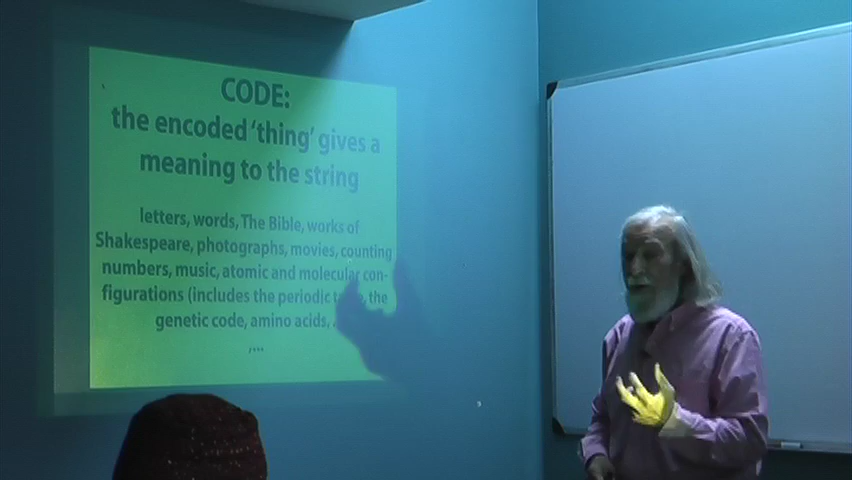 CODE:
the encoded 'thing' gives a
meaning to the string
letters, words, The Bible, works of
Shakespeare, photographs, movies, counting
numbers, music, atomic and molecular con-
figurations (includes the periodic the
genetic code, amino acids,